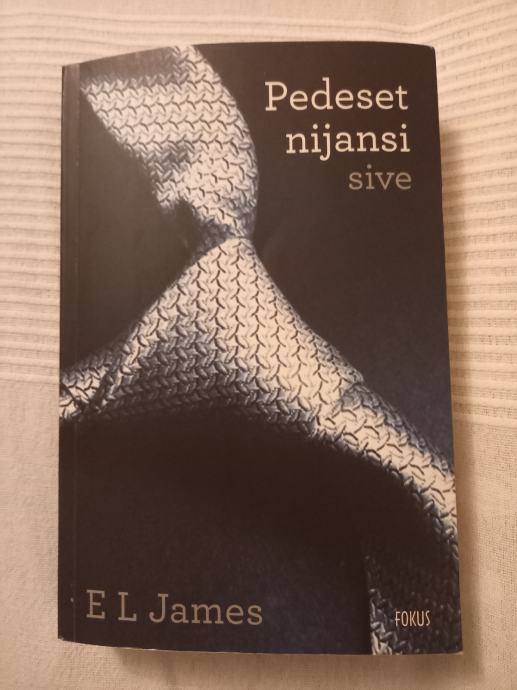 Pedeset
nijansi
sive
E L James
FOKUS